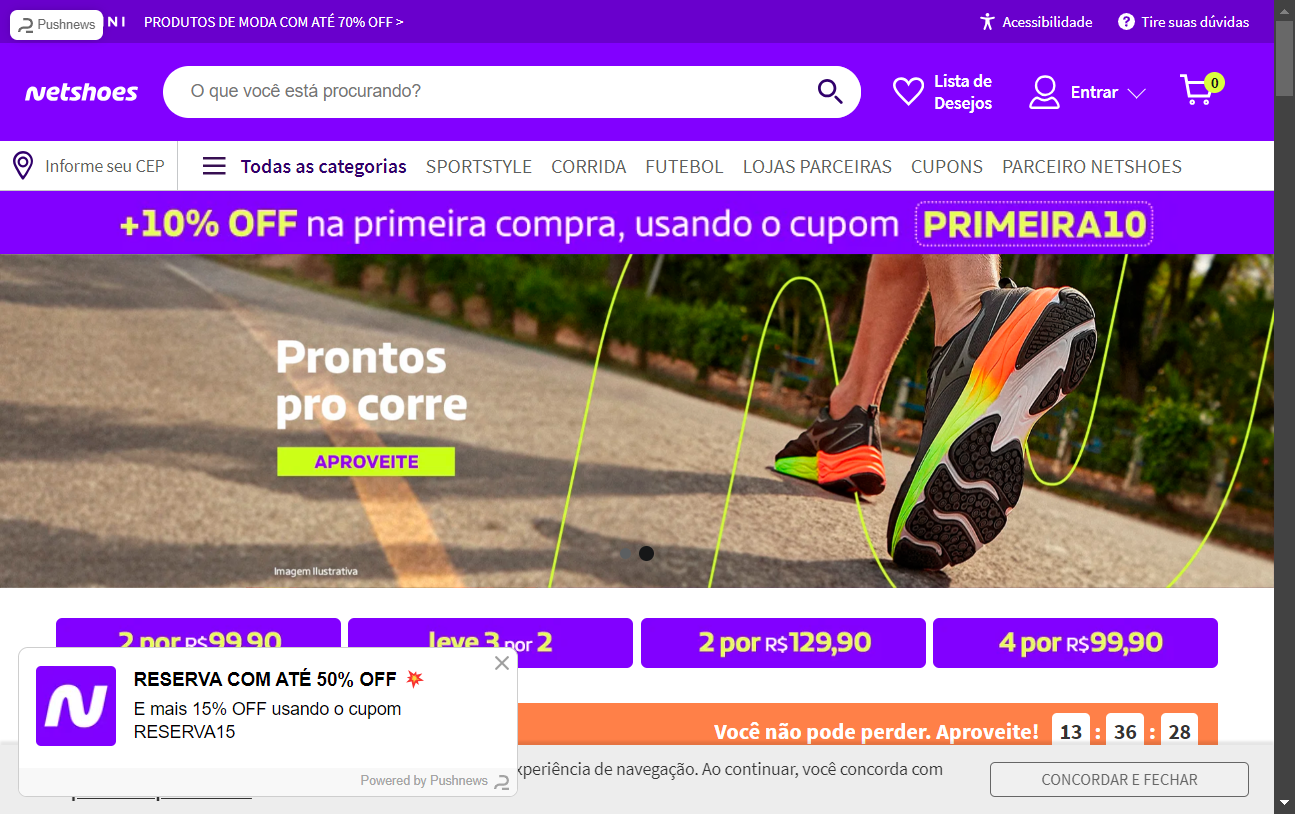 Pushnews
NI
PRODUTOS DE MODA COM ATÉ 70% OFF >
Acessibilidade
Tire suas dúvidas
netshoes
O que você está procurando?
Lista de
Desejos
Entrar
0
Informe seu CEP
Todas as categorias
SPORTSTYLE
CORRIDA
FUTEBOL
LOJAS PARCEIRAS
CUPONS
PARCEIRO NETSHOES
+10% OFF na primeira compra, usando o cupom PRIMEIRA10
Prontos
pro corre
APROVEITE
Imagem Ilustrativa
2 por R$99,90
leve 3 por 2
2 por R$129,90
4 por R$99,90
RESERVA COM ATÉ 50% OFF 💥
E mais 15% OFF usando o cupom
RESERVA15
Powered by Pushnews
Você não pode perder. Aproveite! 13 : 36 : 28
xperiência de navegação. Ao continuar, você concorda com
CONCORDAR E FECHAR